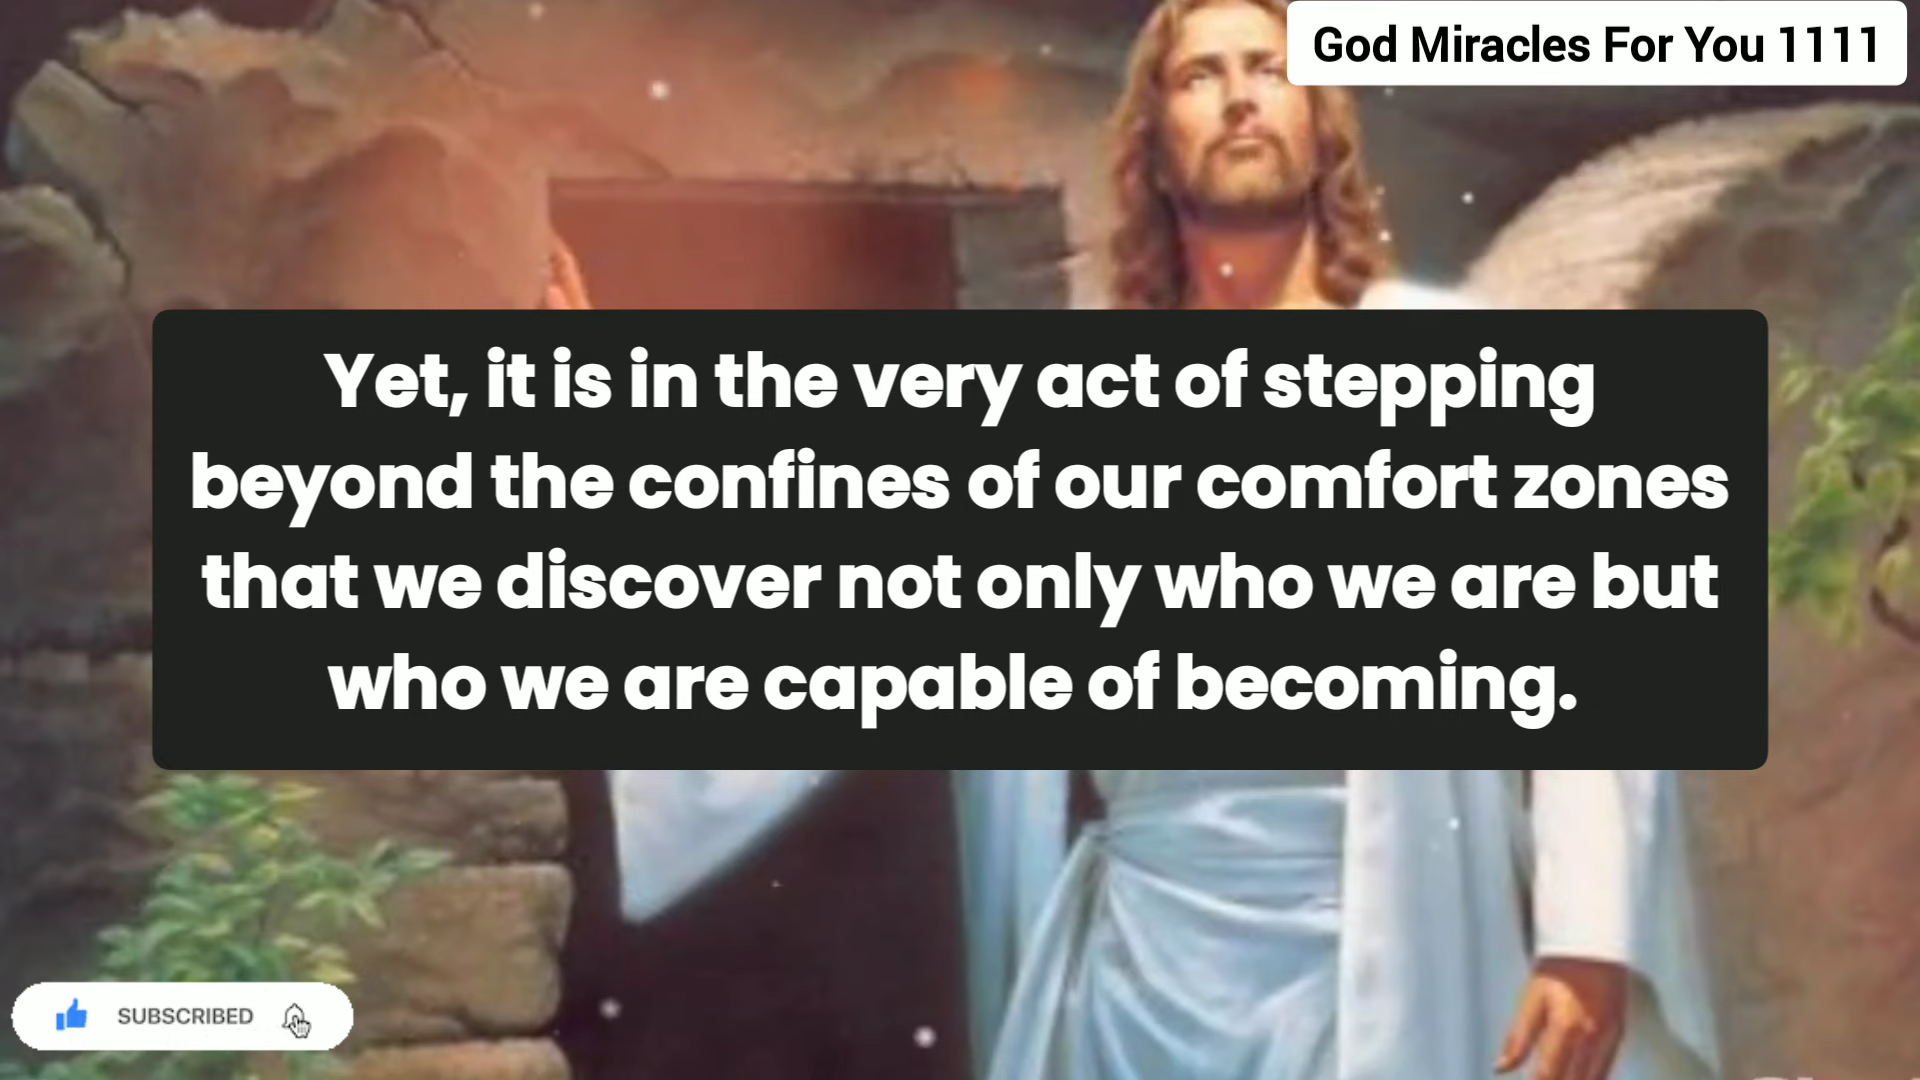 God Miracles For You 1111
Yet, it is in the very act of stepping
beyond the confines of our comfort zones
that we discover not only who we are but
who we are capable of becoming.
SUBSCRIBED